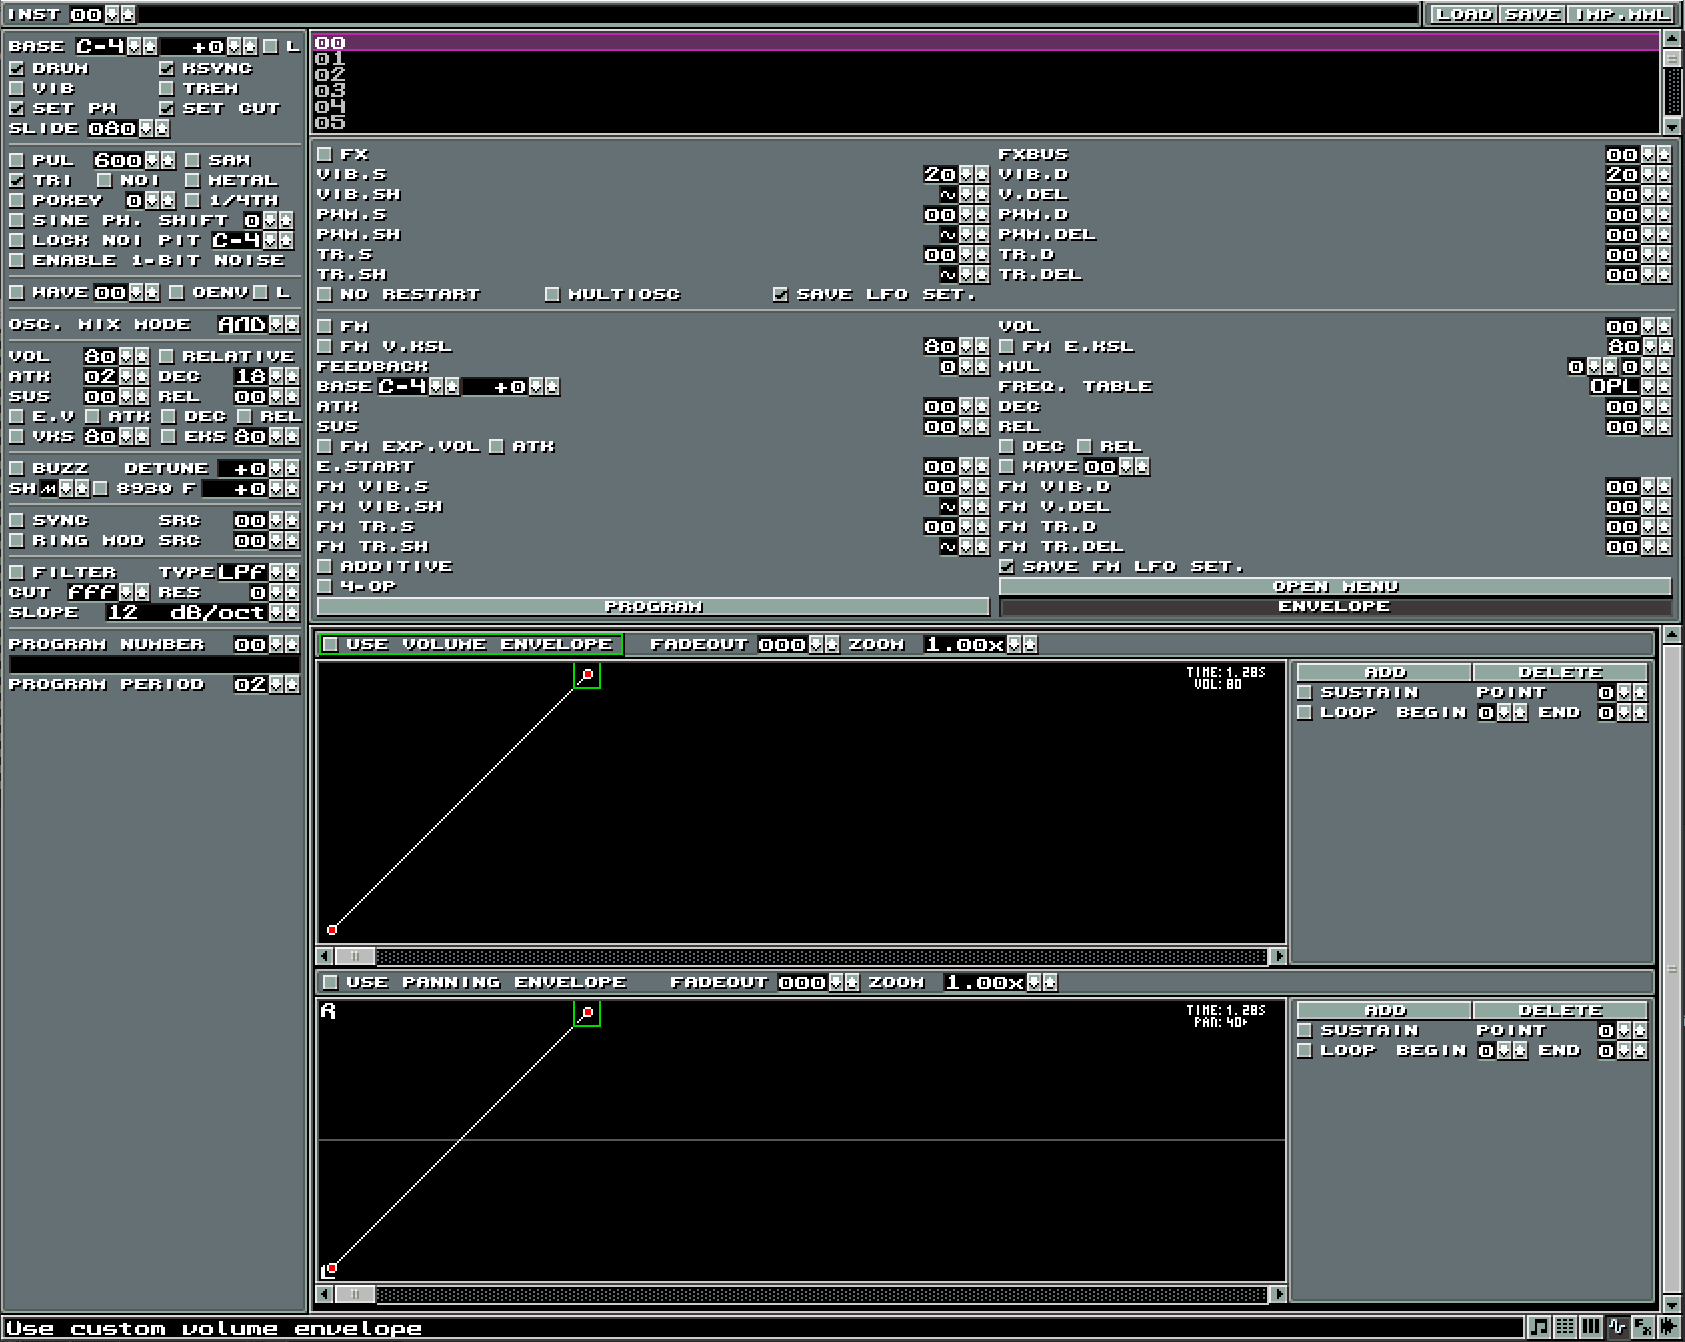 INST 00 LOAD SAVE IMP.MML
BASE C-4 +0 L
DRUM KSYNC
VIB TREM
SET PW SET CUT
SLIDE 080
PUL 600 SAW
TRI NOI METAL
POKEY 0 1/4TH
SINE PH. SHIFT 0
LOCK NOI PIT C-4
ENABLE 1-BIT NOISE
WAVE 00 OENV L
OSC. MIX MODE AND
VOL 80 RELATIVE
ATK 02 DEC 18
SUS 00 REL 00
E.V ATK DEC REL
VKS 80 EKS 80
BUZZ DETUNE +0
SH 8930 F +0
SYNC SRC 00
RING MOD SRC 00
FILTER TYPE LPF
CUT fff RES 0
SLOPE 12 dB/oct
PROGRAM NUMBER 00
PROGRAM PERIOD 02
00
01
02
03
04
05
FX FXBUS 00
VIB.S 20 VIB.D 20
VIB.SH ~ V.DEL 00
PWM.S 00 PWM.D 00
PWM.SH ~ PWM.DEL 00
TR.S 00 TR.D 00
TR.SH ~ TR.DEL 00
NO RESTART MULTIOSC SAVE LFO SET.
FM VOL 00
FM V.KSL 80 FM E.KSL 80
FEEDBACK 0 MUL 0 0
BASE C-4 +0 FREQ. TABLE OPL
ATK 00 DEC 00
SUS 00 REL 00
FM EXP.VOL ATK DEC REL
E.START 00 WAVE 00
FM VIB.S 00 FM VIB.D 00
FM VIB.SH ~ FM V.DEL 00
FM TR.S 00 FM TR.D 00
FM TR.SH ~ FM TR.DEL 00
ADDITIVE SAVE FM LFO SET.
4-OP OPEN MENU
PROGRAM ENVELOPE
USE VOLUME ENVELOPE FADEOUT 000 ZOOM 1.00x
TIME: 1.28S
VOL: 80
ADD DELETE
SUSTAIN POINT 0
LOOP BEGIN 0 END 0
USE PANNING ENVELOPE FADEOUT 000 ZOOM 1.00x
R
TIME: 1.28S
PAN: 40▸
L
ADD DELETE
SUSTAIN POINT 0
LOOP BEGIN 0 END 0
Use custom volume envelope